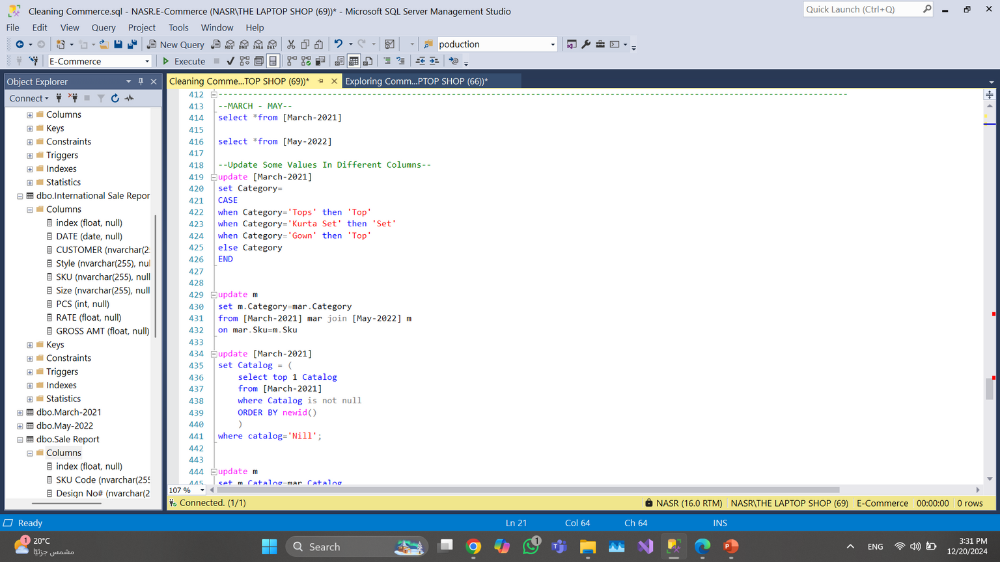 Cleaning Commerce.sql - NASR.E-Commerce (NASR\THE LAPTOP SHOP (69))* - Microsoft SQL Server Management Studio
Quick Launch (Ctrl+Q)
File Edit View Query Project Tools Window Help
New Query
MDX DMX XMLA DAX
poduction
E-Commerce
Execute
Object Explorer
Cleaning Comme...TOP SHOP (69))*
Exploring Comm...PTOP SHOP (66))*
Connect
Columns
Keys
Constraints
Triggers
Indexes
Statistics
dbo.International Sale Repor
Columns
index (float, null)
DATE (date, null)
CUSTOMER (nvarchar(2
Style (nvarchar(255), nul
SKU (nvarchar(255), null
Size (nvarchar(255), null
PCS (int, null)
RATE (float, null)
GROSS AMT (float, null)
Keys
Constraints
Triggers
Indexes
Statistics
dbo.March-2021
dbo.May-2022
dbo.Sale Report
Columns
index (float, null)
SKU Code (nvarchar(255
Design No# (nvarchar(2
412 --------------------------------------------------------------------------------------------------------------------------------
413 --MARCH - MAY--
414 select *from [March-2021]
415
416 select *from [May-2022]
417
418 --Update Some Values In Different Columns--
419 update [March-2021]
420 set Category=
421 CASE
422 when Category='Tops' then 'Top'
423 when Category='Kurta Set' then 'Set'
424 when Category='Gown' then 'Top'
425 else Category
426 END
427
428
429 update m
430 set m.Category=mar.Category
431 from [March-2021] mar join [May-2022] m
432 on mar.Sku=m.Sku
433
434 update [March-2021]
435 set Catalog = (
436 select top 1 Catalog
437 from [March-2021]
438 where Catalog is not null
439 ORDER BY newid()
440 )
441 where catalog='Nill';
442
443
444 update m
445 set m.Catalog=mar.Catalog
107 %
Connected. (1/1)
NASR (16.0 RTM) NASR\THE LAPTOP SHOP (69) E-Commerce 00:00:00 0 rows
Ready Ln 21 Col 64 Ch 64 INS
1
20°C
مشمس جزئيًا
Search
1
ENG
3:31 PM
12/20/2024